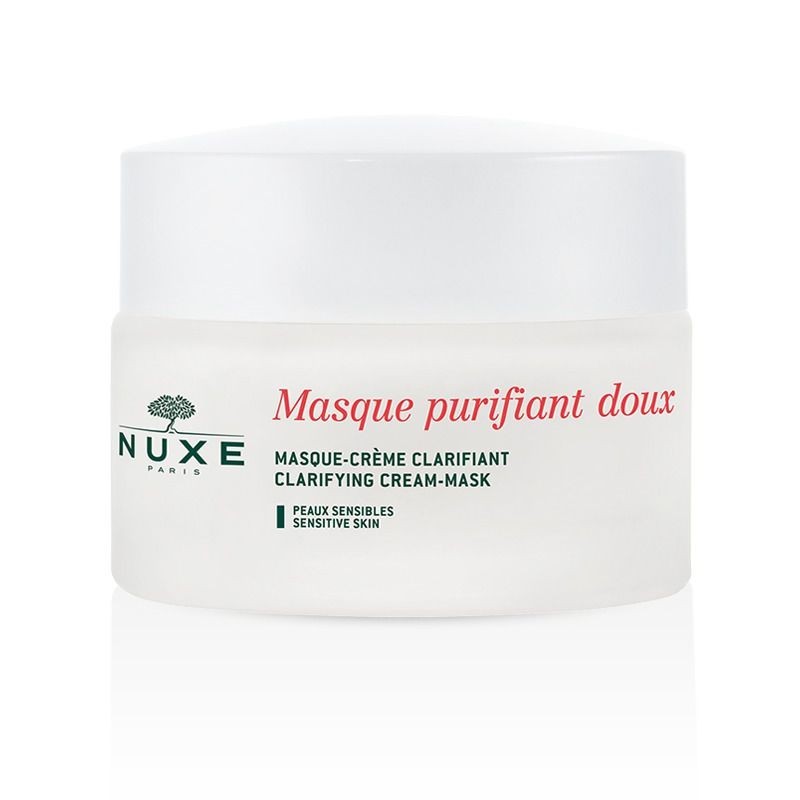 NUXE
PARIS
Masque purifiant doux
MASQUE-CRÈME CLARIFIANT
CLARIFYING CREAM-MASK
PEAUX SENSIBLES
SENSITIVE SKIN